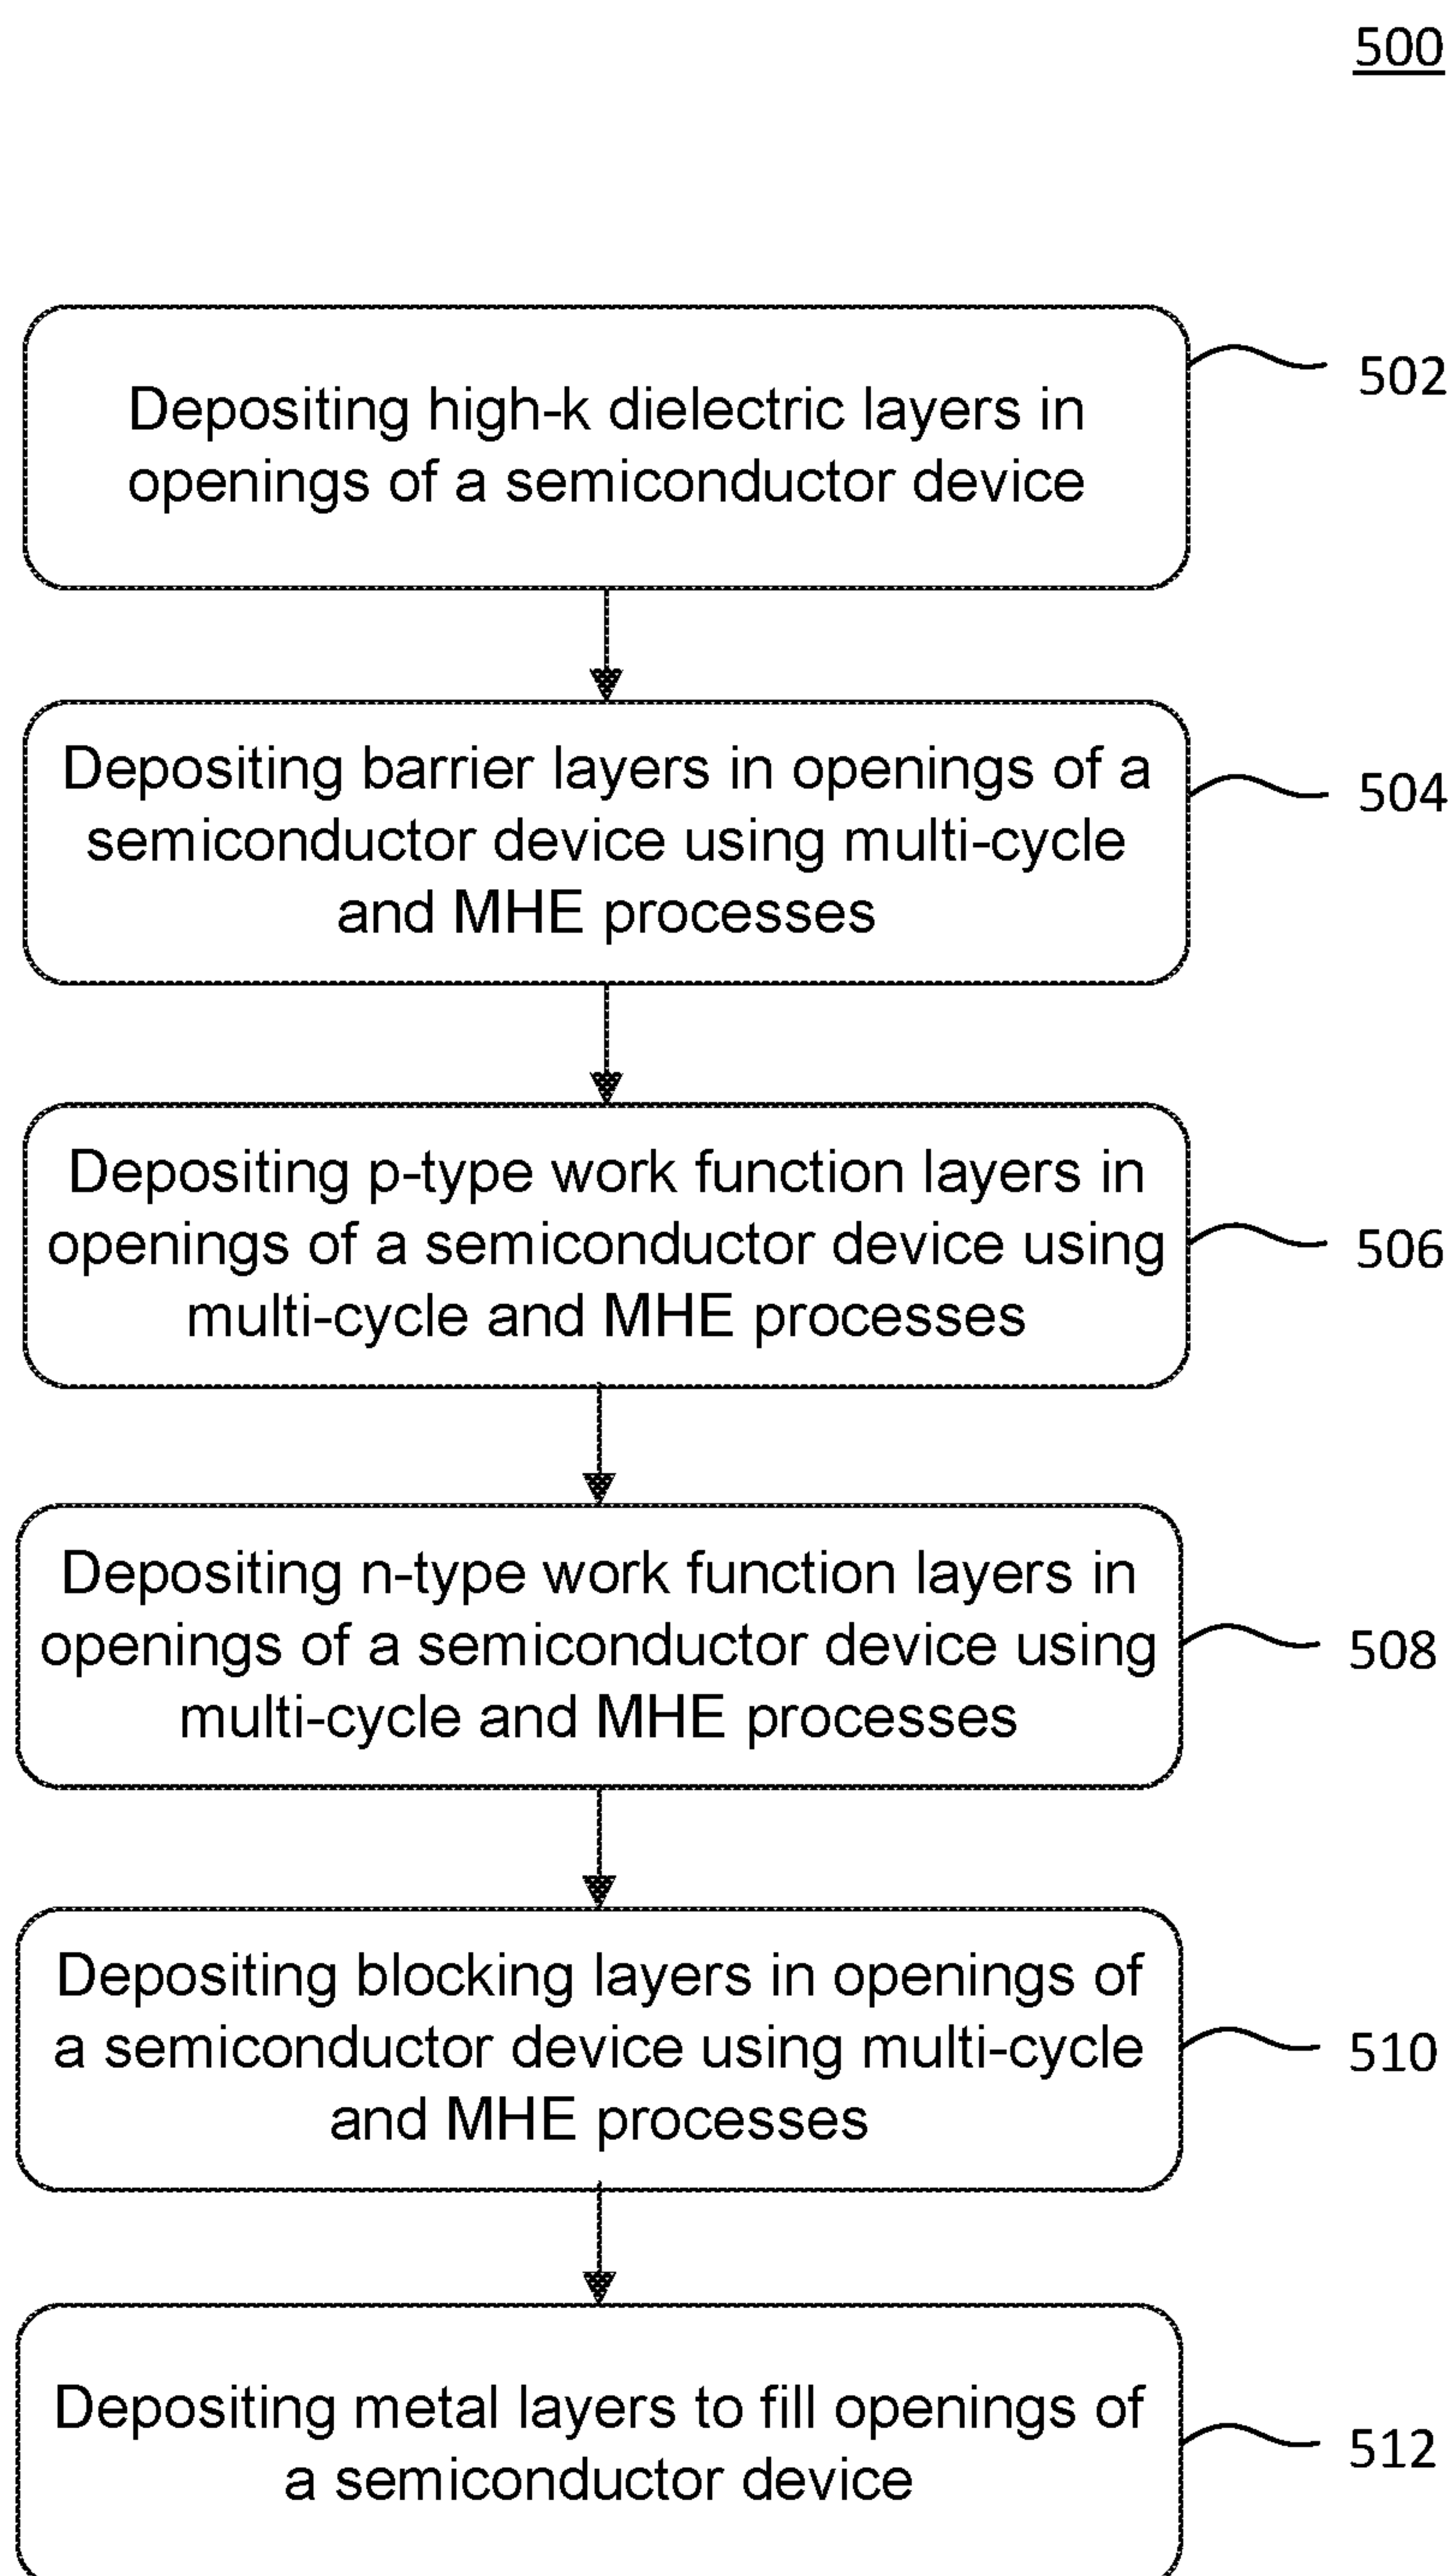 500
Depositing high-k dielectric layers in
openings of a semiconductor device
502
Depositing barrier layers in openings of a
semiconductor device using multi-cycle
and MHE processes
504
Depositing p-type work function layers in
openings of a semiconductor device using
multi-cycle and MHE processes
506
Depositing n-type work function layers in
openings of a semiconductor device using
multi-cycle and MHE processes
508
Depositing blocking layers in openings of
a semiconductor device using multi-cycle
and MHE processes
510
Depositing metal layers to fill openings of
a semiconductor device
512